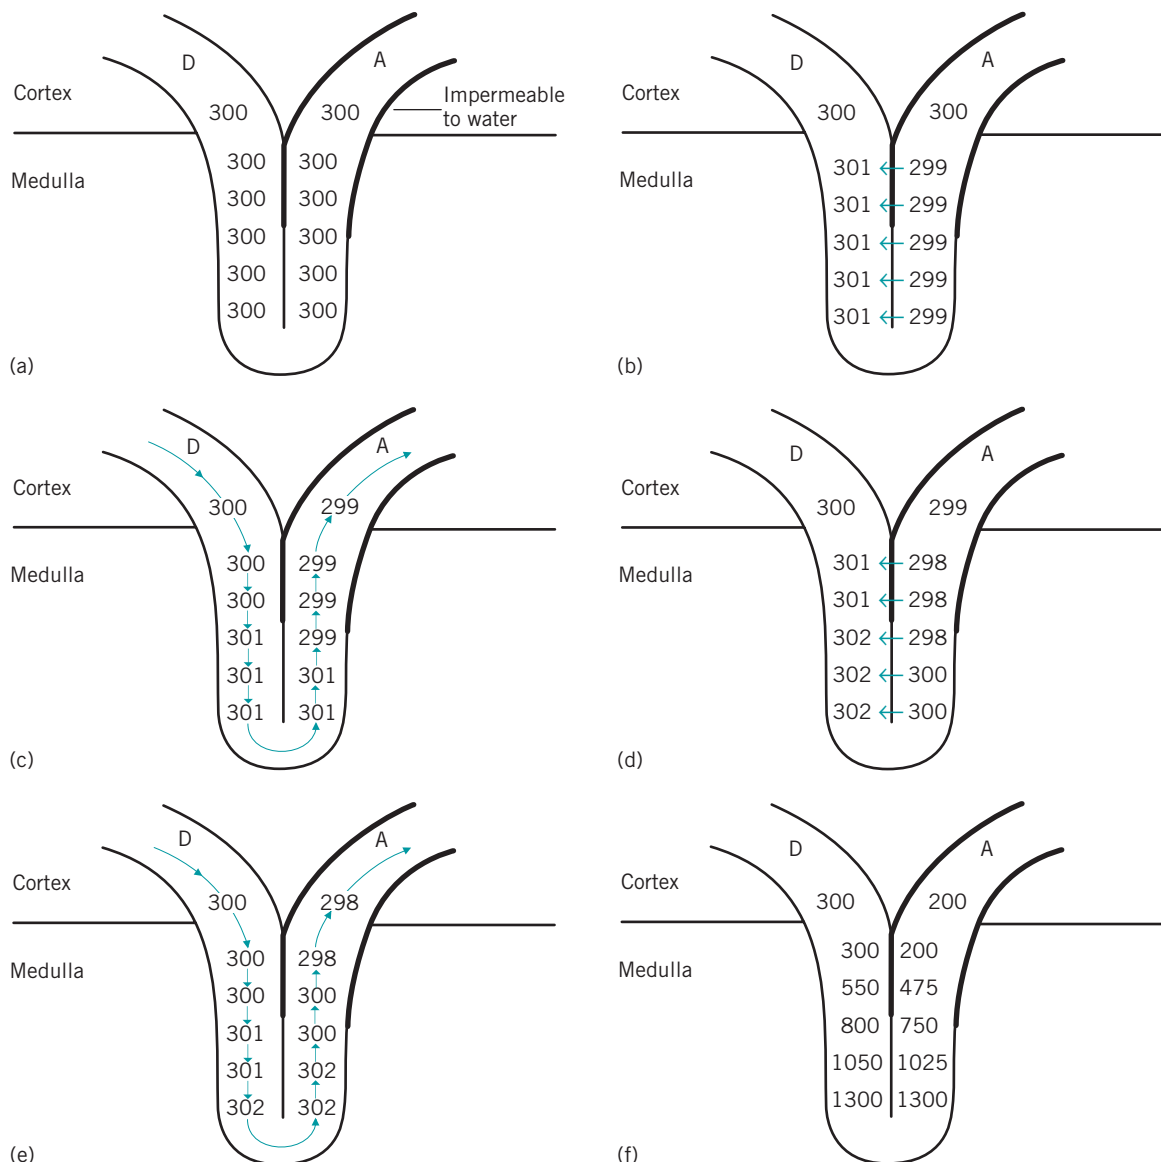 D A
Cortex 300 300 Impermeable
to water
Medulla 300 300
300 300
300 300
300 300
300 300
(a)
D A
Cortex 300 300
Medulla 301 299
301 299
301 299
301 299
301 299
(b)
D A
Cortex 300 299
Medulla 300 299
300 299
301 299
301 301
301 301
(c)
D A
Cortex 300 299
Medulla 301 298
301 298
302 298
302 300
302 300
(d)
D A
Cortex 300 298
Medulla 300 298
300 300
301 300
301 302
302 302
(e)
D A
Cortex 300 200
Medulla 300 200
550 475
800 750
1050 1025
1300 1300
(f)